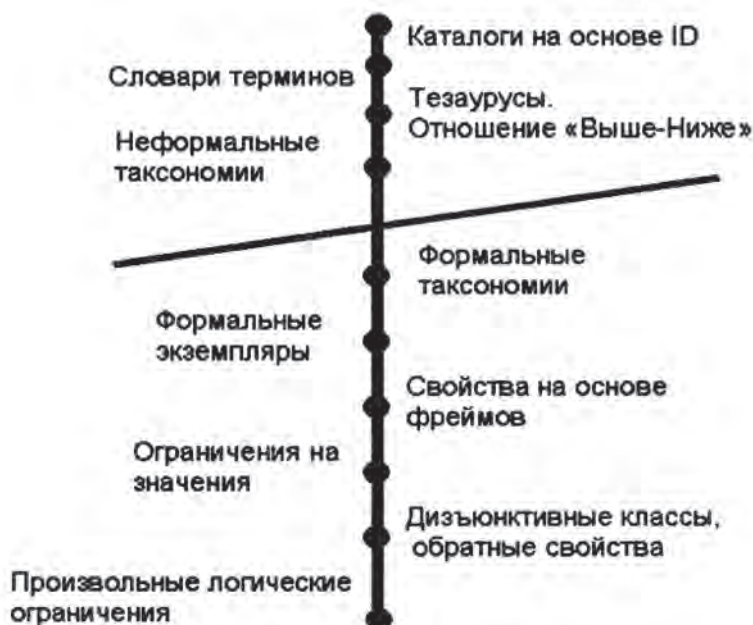 Каталоги на основе ID
Словари терминов
Тезаурусы.
Отношение «Выше-Ниже»
Неформальные
таксономии
Формальные
таксономии
Формальные
экземпляры
Свойства на основе
фреймов
Ограничения на
значения
Дизъюнктивные классы,
обратные свойства
Произвольные логические
ограничения